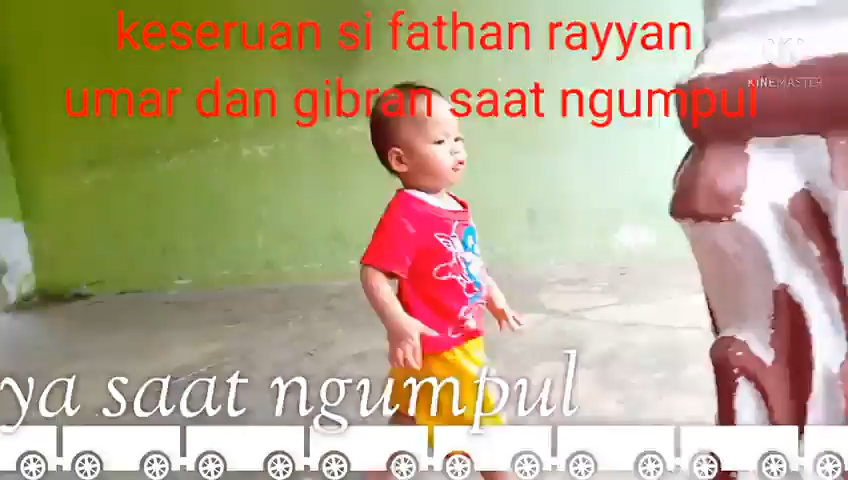 keseruan si fathan rayyan
KINEMASTER
umar dan gibran saat ngumpul
ya saat ngumpul